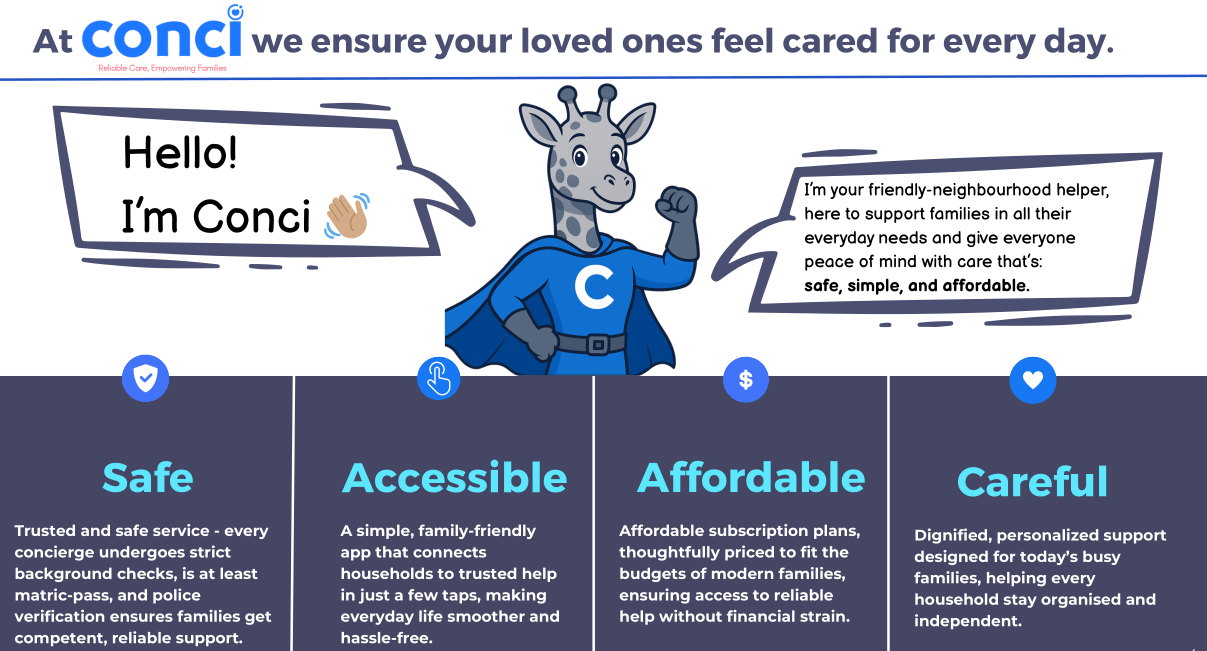 At conci we ensure your loved ones feel cared for every day.
Reliable Care, Empowering Families
Hello!
I'm Conci 👋🏽
I'm your friendly-neighbourhood helper,
here to support families in all their
everyday needs and give everyone
peace of mind with care that's:
safe, simple, and affordable.
C
$
Safe
Trusted and safe service - every
concierge undergoes strict
background checks, is at least
matric-pass, and police
verification ensures families get
competent, reliable support.
Accessible
A simple, family-friendly
app that connects
households to trusted help
in just a few taps, making
everyday life smoother and
hassle-free.
Affordable
Affordable subscription plans,
thoughtfully priced to fit the
budgets of modern families,
ensuring access to reliable
help without financial strain.
Careful
Dignified, personalized support
designed for today's busy
families, helping every
household stay organised and
independent.